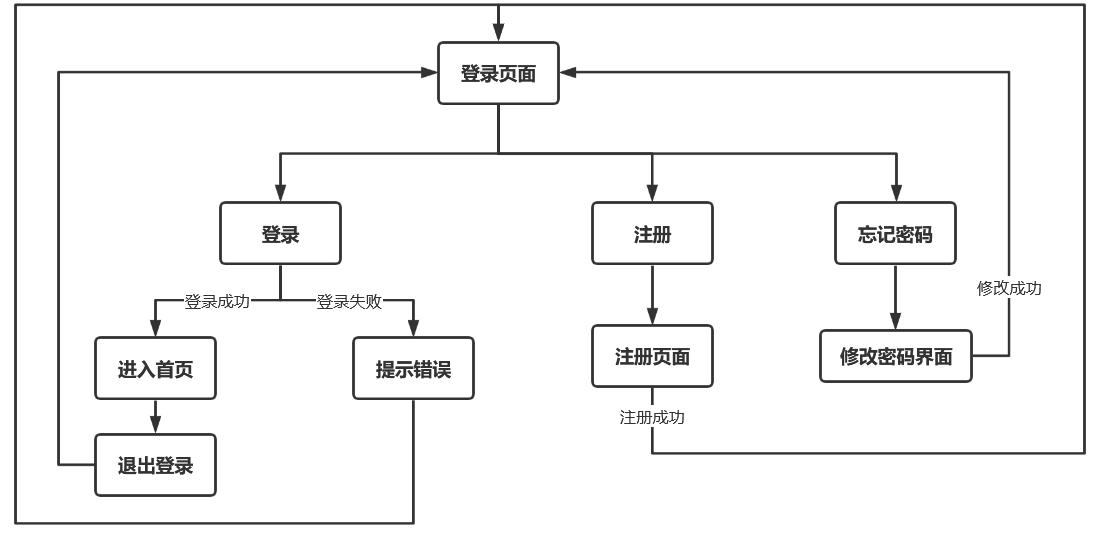 登录页面
登录
注册
忘记密码
登录成功
登录失败
修改成功
进入首页
提示错误
注册页面
修改密码界面
注册成功
退出登录